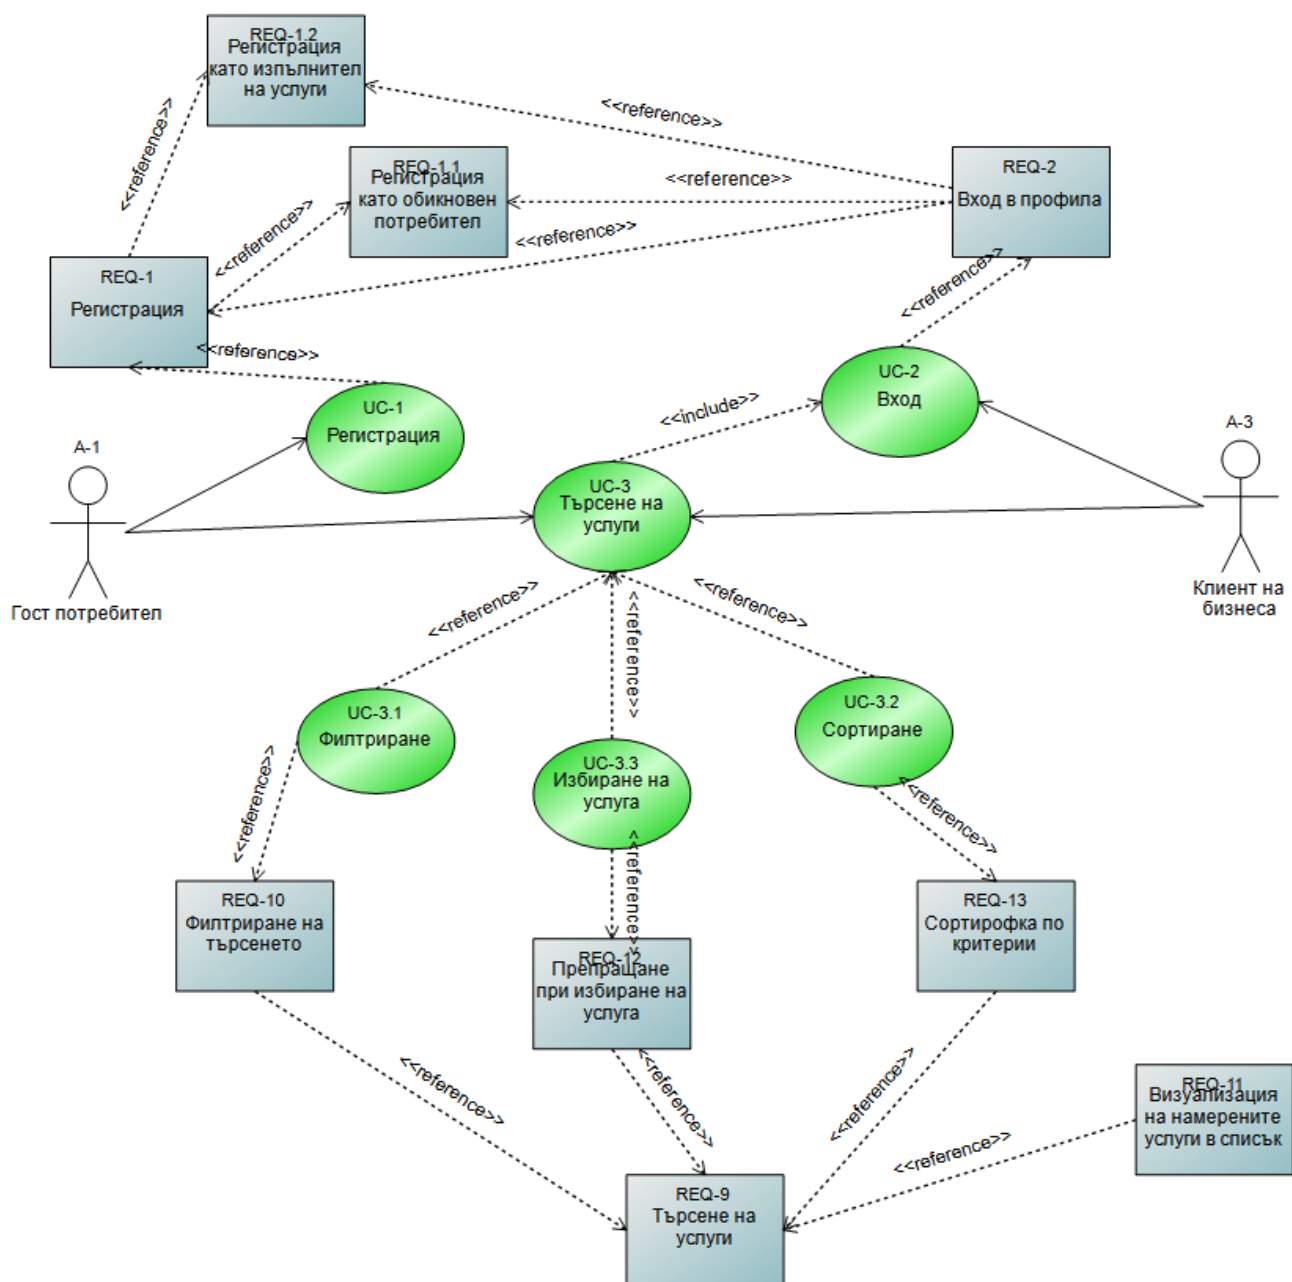 REQ-1.2
Регистрация
като изпълнител
на услуги
<<reference>>
<<reference>>
REQ-1.1
Регистрация
като обикновен
потребител
<<reference>>
REQ-2
Вход в профила
<<reference>>
<<reference>>
REQ-1
Регистрация
<<reference>>
<<reference>>
UC-1
Регистрация
UC-2
Вход
<<include>>
A-1
Гост потребител
A-3
Клиент на
бизнеса
UC-3
Търсене на
услуги
<<reference>>
<<reference>>
<<reference>>
UC-3.1
Филтриране
UC-3.3
Избиране на
услуга
UC-3.2
Сортиране
<<reference>>
<<reference>>
<<reference>>
REQ-10
Филтриране на
търсенето
REQ-12
Препращане
при избиране на
услуга
REQ-13
Сортирофка по
критерии
<<reference>>
<<reference>>
<<reference>>
<<reference>>
REQ-11
Визуализация
на намерените
услуги в списък
REQ-9
Търсене на
услуги